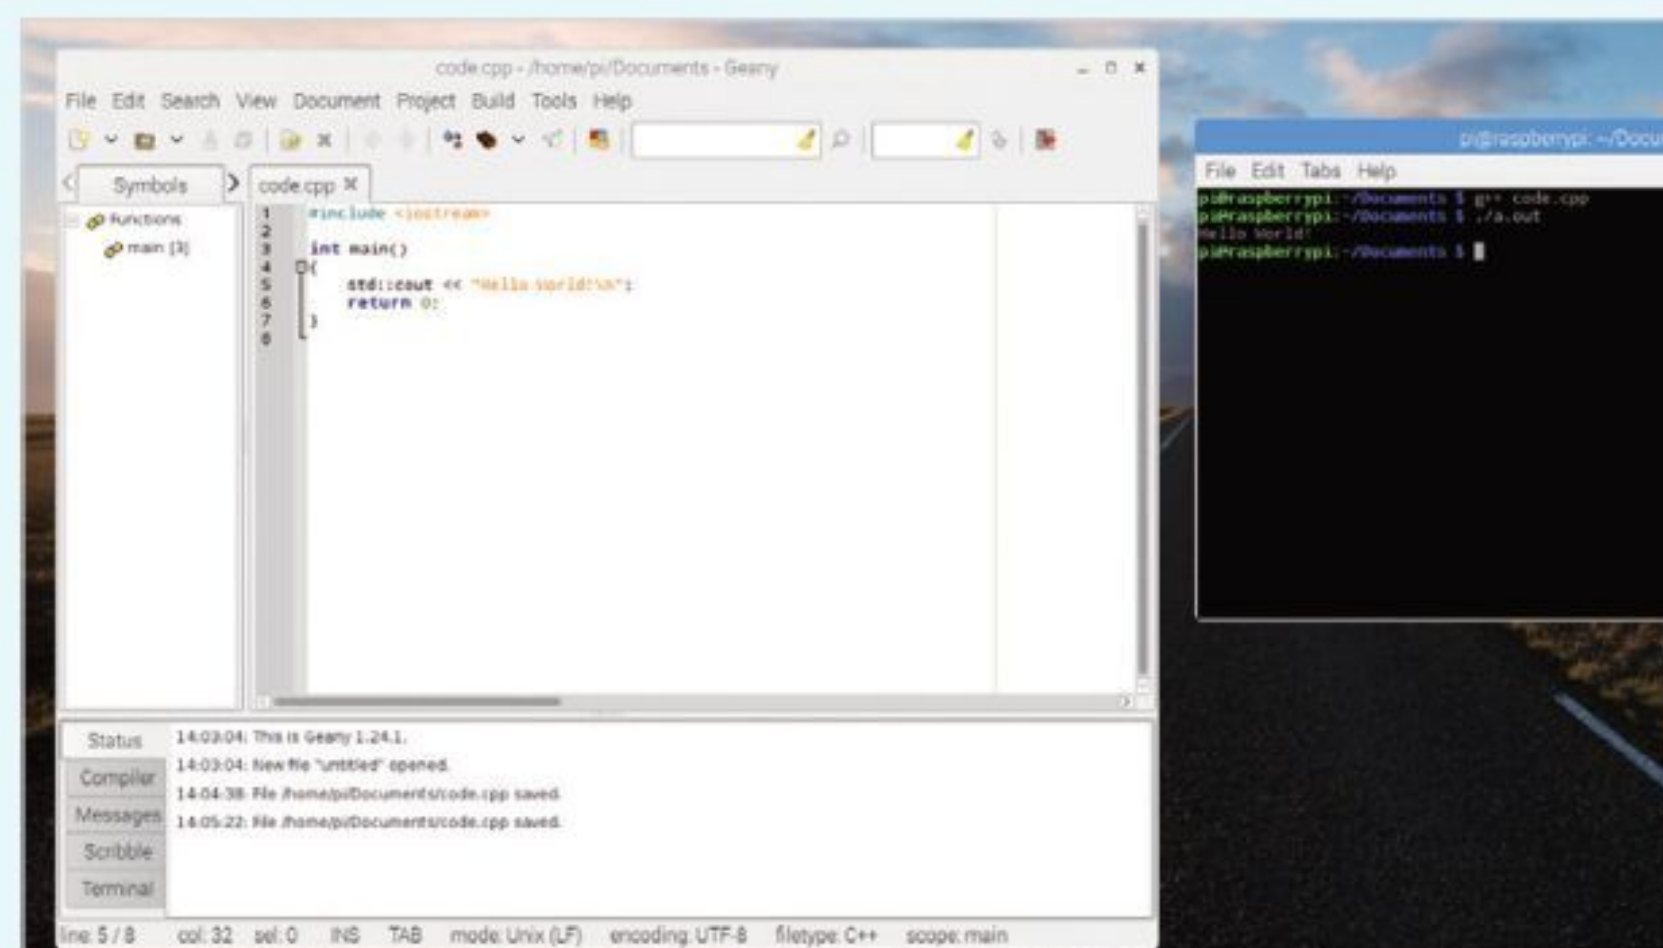 code.cpp - /home/pi/Documents - Geany
File Edit Search View Document Project Build Tools Help
Symbols
code.cpp
Functions
main [3]
1 #include <iostream>
2
3 int main()
4 {
5 std::cout << "Hello World!\n";
6 return 0;
7 }
8
Status
Compiler
Messages
Scribble
Terminal
14:03:04: This is Geany 1.24.1.
14:03:04: New file "untitled" opened.
14:04:38: File /home/pi/Documents/code.cpp saved.
14:05:22: File /home/pi/Documents/code.cpp saved.
line: 5 / 8 col: 32 sel: 0 INS TAB mode: Unix (LF) encoding: UTF-8 filetype: C++ scope: main
pi@raspberrypi: ~/Docu
File Edit Tabs Help
pi@raspberrypi:~/Documents $ g++ code.cpp
pi@raspberrypi:~/Documents $ ./a.out
Hello World!
pi@raspberrypi:~/Documents $